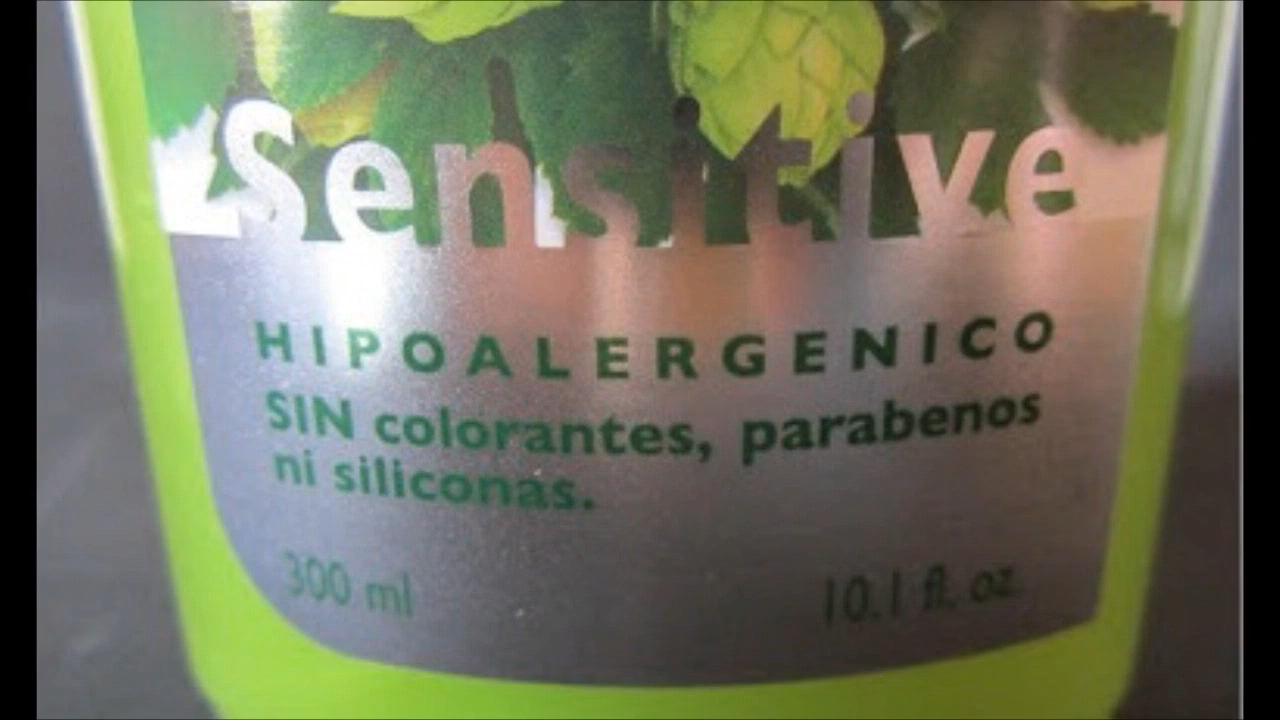 Sensitive
HIPOALERGENICO
SIN colorantes, parabenos
ni siliconas.
300 ml
10.1 fl. oz.